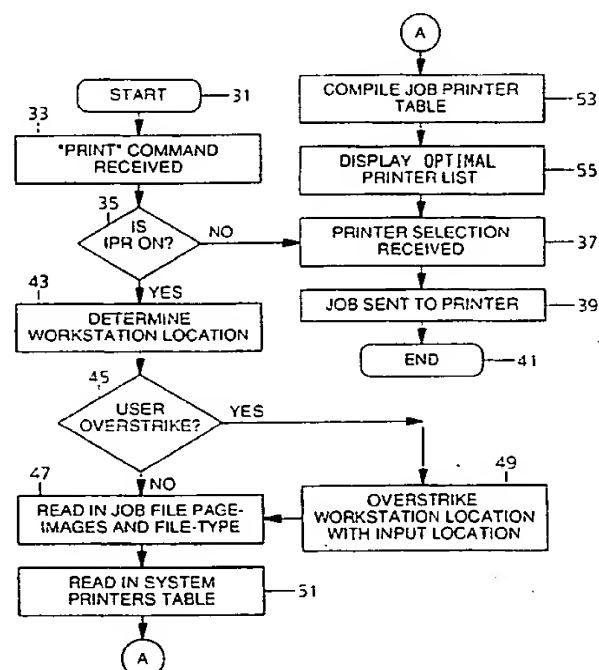 START
31
33
"PRINT" COMMAND
RECEIVED
35
IS
IPR ON?
NO
YES
43
DETERMINE
WORKSTATION LOCATION
45
USER
OVERSTRIKE?
YES
NO
47
READ IN JOB FILE PAGE-
IMAGES AND FILE-TYPE
49
OVERSTRIKE
WORKSTATION LOCATION
WITH INPUT LOCATION
READ IN SYSTEM
PRINTERS TABLE
51
A
A
COMPILE JOB PRINTER
TABLE
53
DISPLAY OPTIMAL
PRINTER LIST
55
PRINTER SELECTION
RECEIVED
37
JOB SENT TO PRINTER
39
END
41